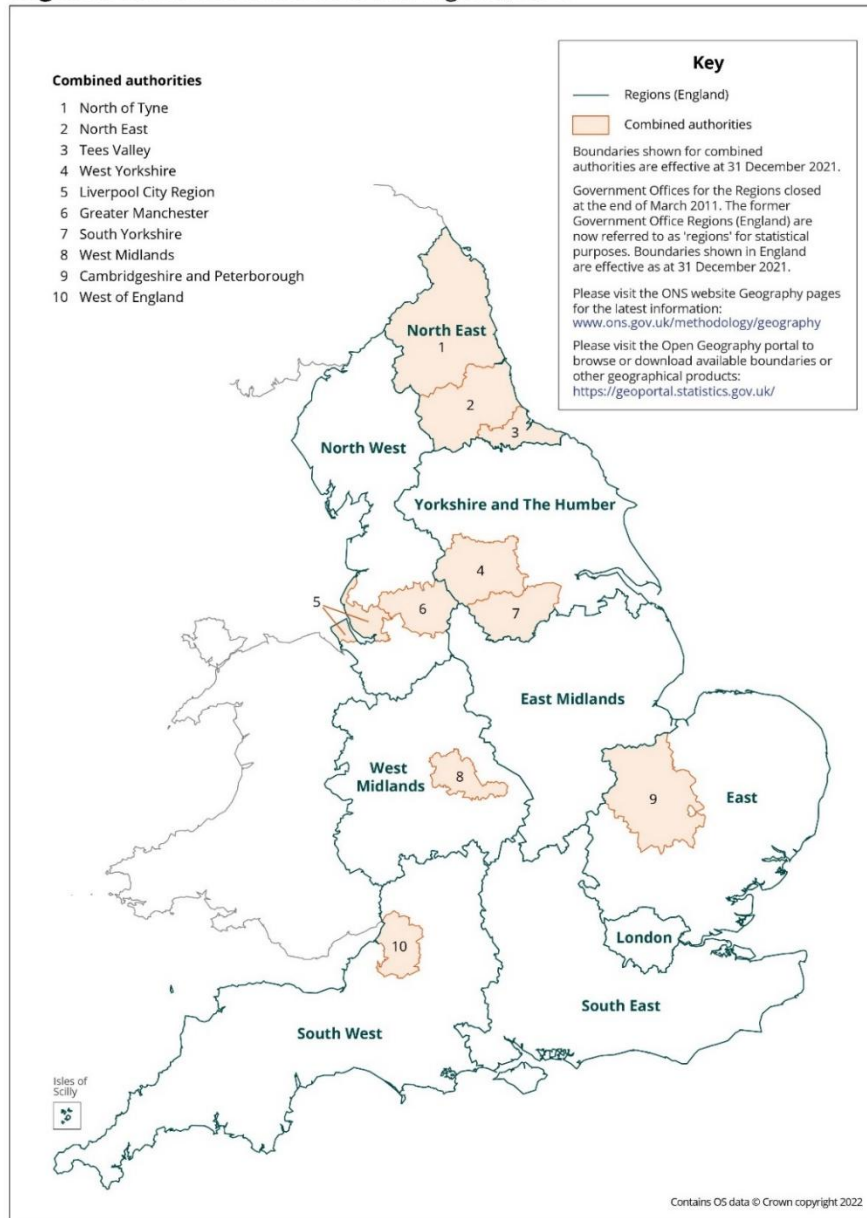 Combined authorities
1 North of Tyne
2 North East
3 Tees Valley
4 West Yorkshire
5 Liverpool City Region
6 Greater Manchester
7 South Yorkshire
8 West Midlands
9 Cambridgeshire and Peterborough
10 West of England
Key
Regions (England)
Combined authorities
Boundaries shown for combined
authorities are effective at 31 December 2021.
Government Offices for the Regions closed
at the end of March 2011. The former
Government Office Regions (England) are
now referred to as 'regions' for statistical
purposes. Boundaries shown in England
are effective as at 31 December 2021.
Please visit the ONS website Geography pages
for the latest information:
www.ons.gov.uk/methodology/geography
Please visit the Open Geography portal to
browse or download available boundaries or
other geographical products:
https://geoportal.statistics.gov.uk/
North East
1
2
3
North West
Yorkshire and The Humber
4
5
6
7
East Midlands
West
Midlands
8
9
East
10
London
South East
South West
Isles of
Scilly
Contains OS data © Crown copyright 2022